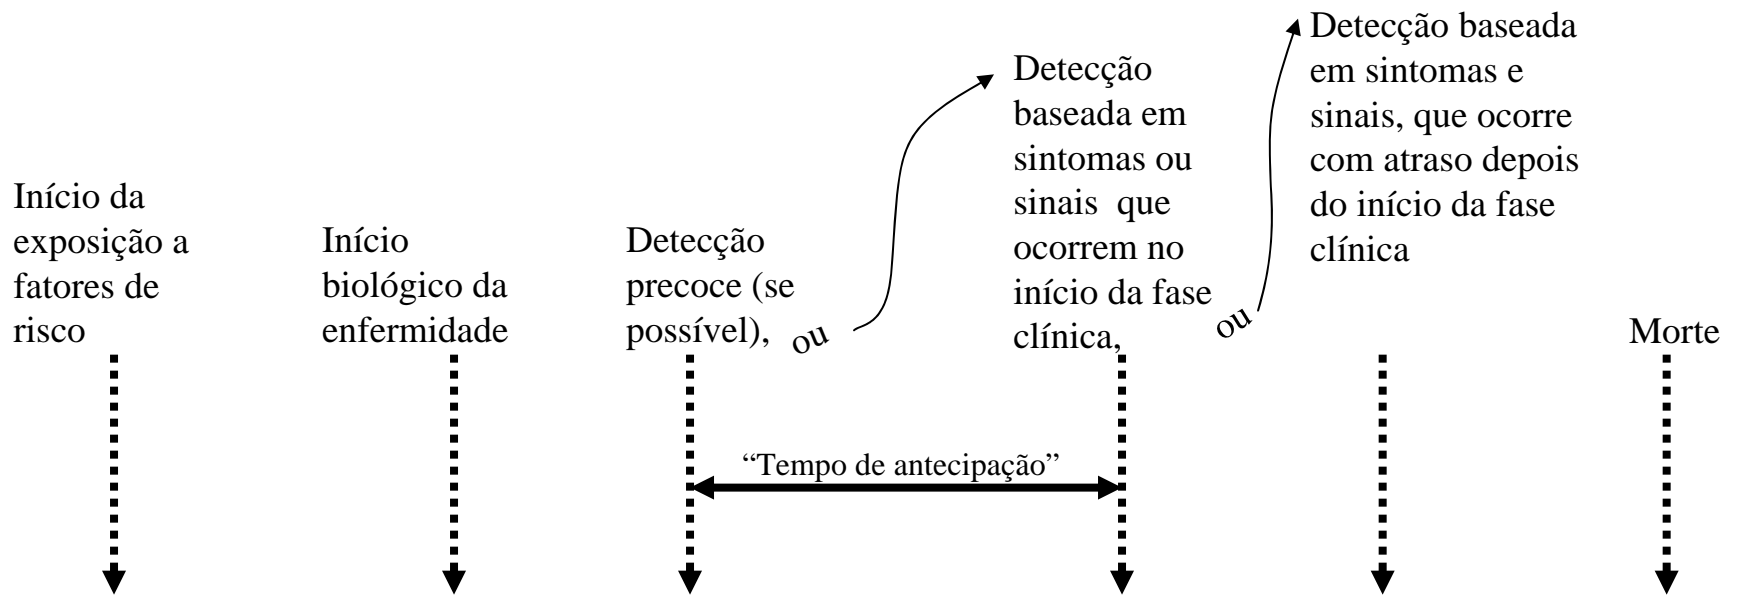 Início da
exposição a
fatores de
risco
Início
biológico da
enfermidade
Detecção
precoce (se
possível),
ou
Detecção
baseada em
sintomas ou
sinais que
ocorrem no
início da fase
clínica,
ou
Detecção baseada
em sintomas e
sinais, que ocorre
com atraso depois
do início da fase
clínica
Morte
“Tempo de antecipação”